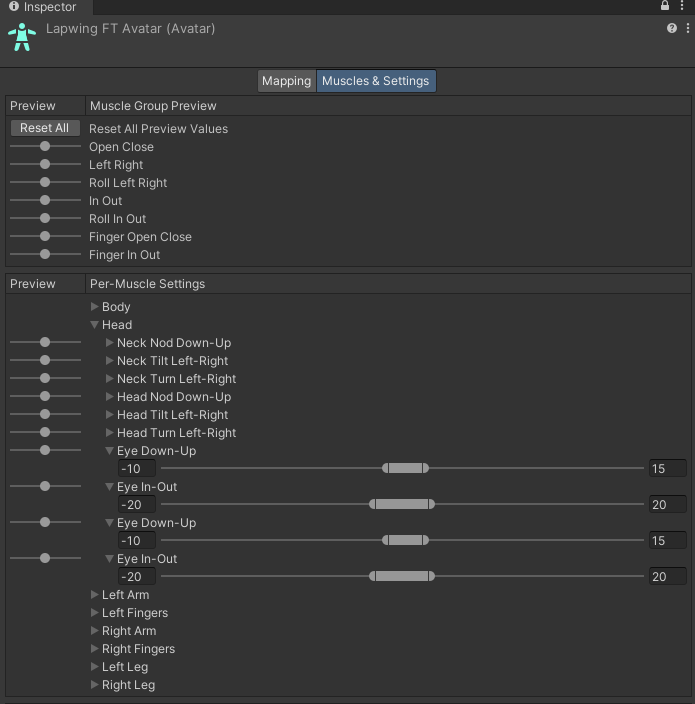 Inspector
Lapwing FT Avatar (Avatar)
Mapping Muscles & Settings
Preview Muscle Group Preview
Reset All Reset All Preview Values
Open Close
Left Right
Roll Left Right
In Out
Roll In Out
Finger Open Close
Finger In Out
Preview Per-Muscle Settings
Body
Head
Neck Nod Down-Up
Neck Tilt Left-Right
Neck Turn Left-Right
Head Nod Down-Up
Head Tilt Left-Right
Head Turn Left-Right
Eye Down-Up
-10 15
Eye In-Out
-20 20
Eye Down-Up
-10 15
Eye In-Out
-20 20
Left Arm
Left Fingers
Right Arm
Right Fingers
Left Leg
Right Leg